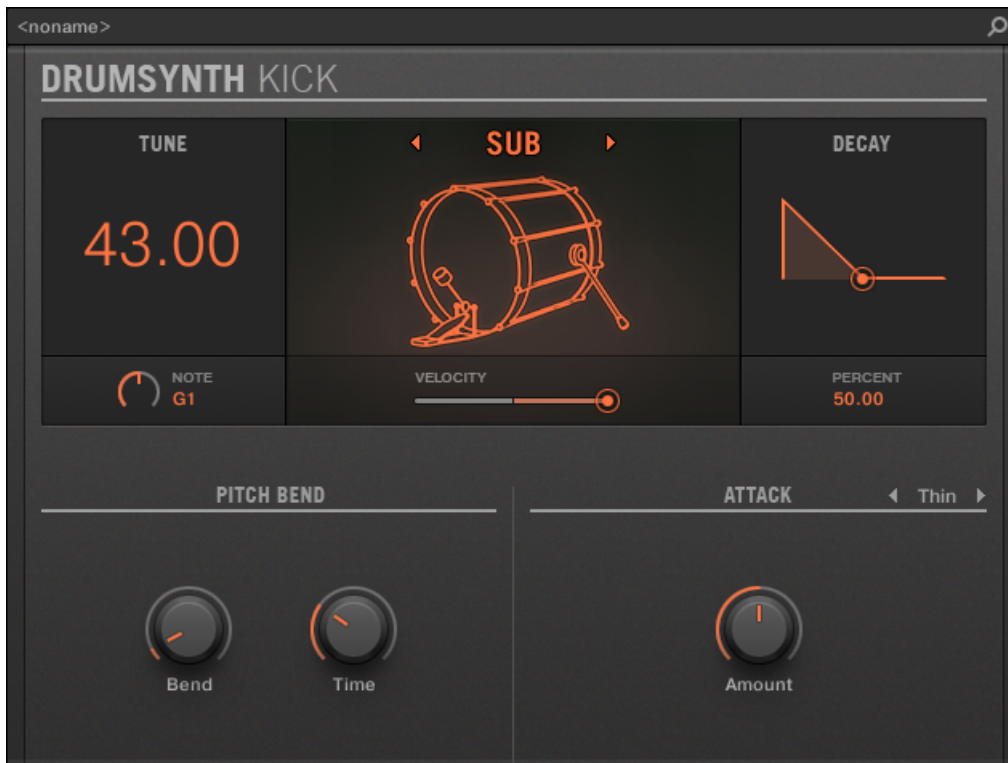 <noname>
DRUMSYNTH KICK
TUNE
SUB
DECAY
43.00
NOTE
G1
VELOCITY
PERCENT
50.00
PITCH BEND
ATTACK
Thin
Bend
Time
Amount